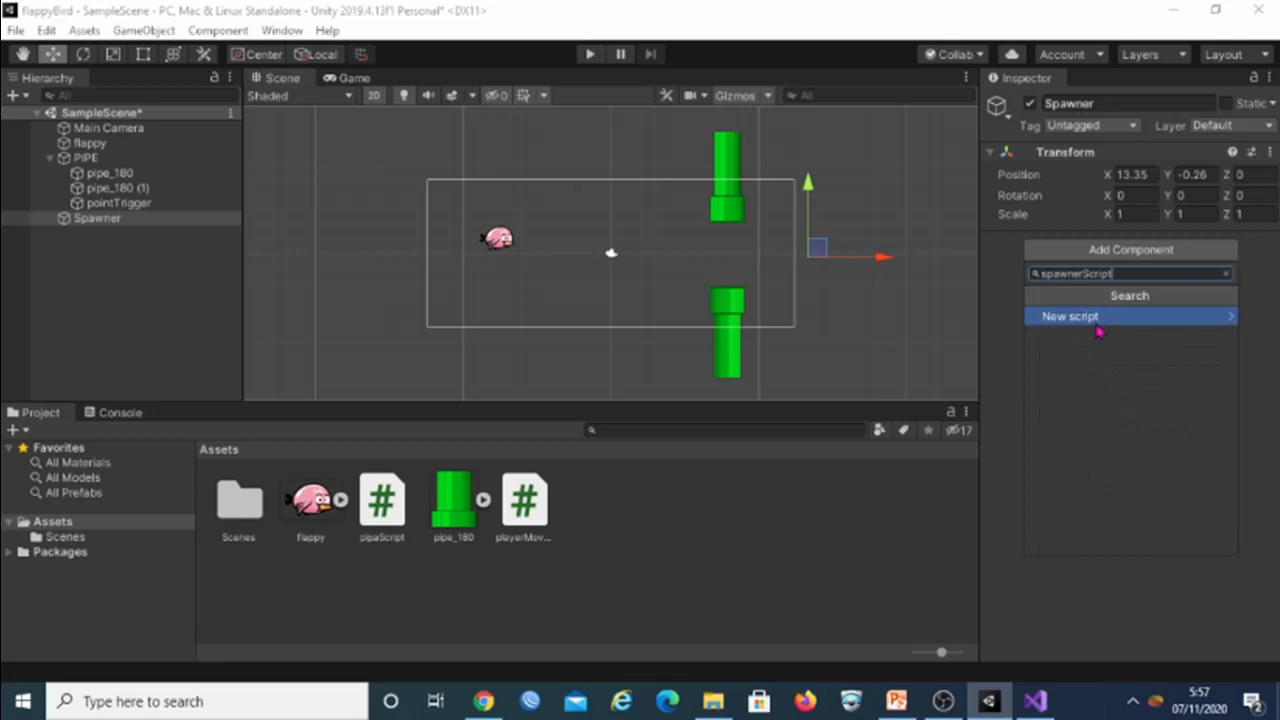 flappyBird - SampleScene - PC, Mac & Linux Standalone - Unity 2019.4.13f1 Personal* <DX11>
File Edit Assets GameObject Component Window Help
Center Local Collab Account Layers Layout
Hierarchy
All
SampleScene*
Main Camera
flappy
PIPE
pipe_180
pipe_180 (1)
pointTrigger
Spawner
Scene Game
Shaded 2D 0 Gizmos All
Inspector
Spawner Static
Tag Untagged Layer Default
Transform
Position X 13.35 Y -0.26 Z 0
Rotation X 0 Y 0 Z 0
Scale X 1 Y 1 Z 1
Add Component
spawnerScript
Search
New script
Project Console
17
Favorites
All Materials
All Models
All Prefabs
Assets
Scenes
Packages
Assets
Scenes flappy pipaScript pipe_180 playerMov...
Type here to search
5:57
07/11/2020
2